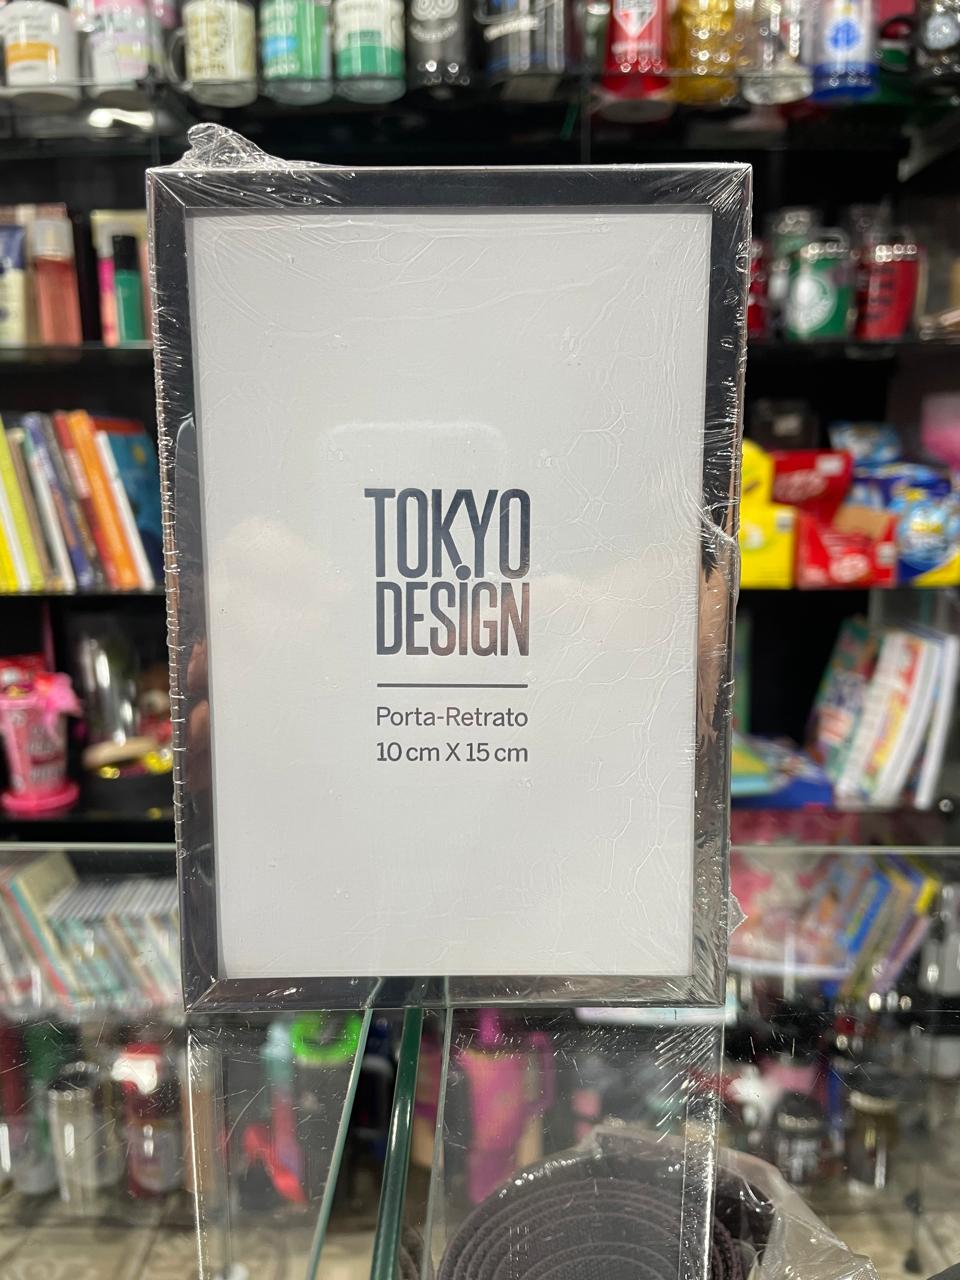 TOKYO
DESiGN
Porta-Retrato
10 cm X 15 cm